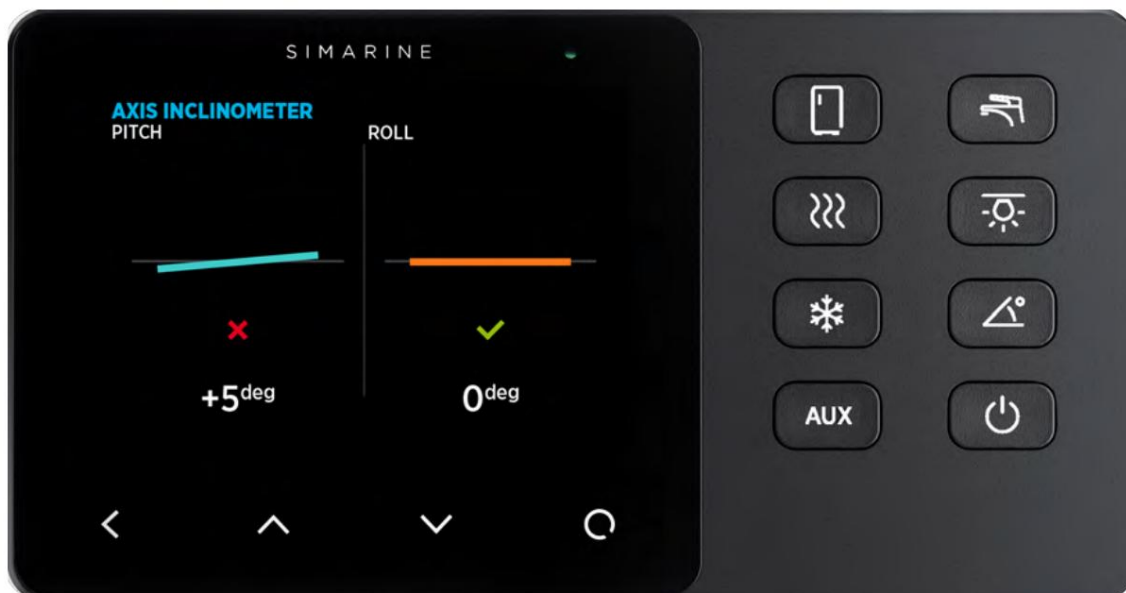 SIMARINE
AXIS INCLINOMETER
PITCH
ROLL
+5deg
0deg
AUX